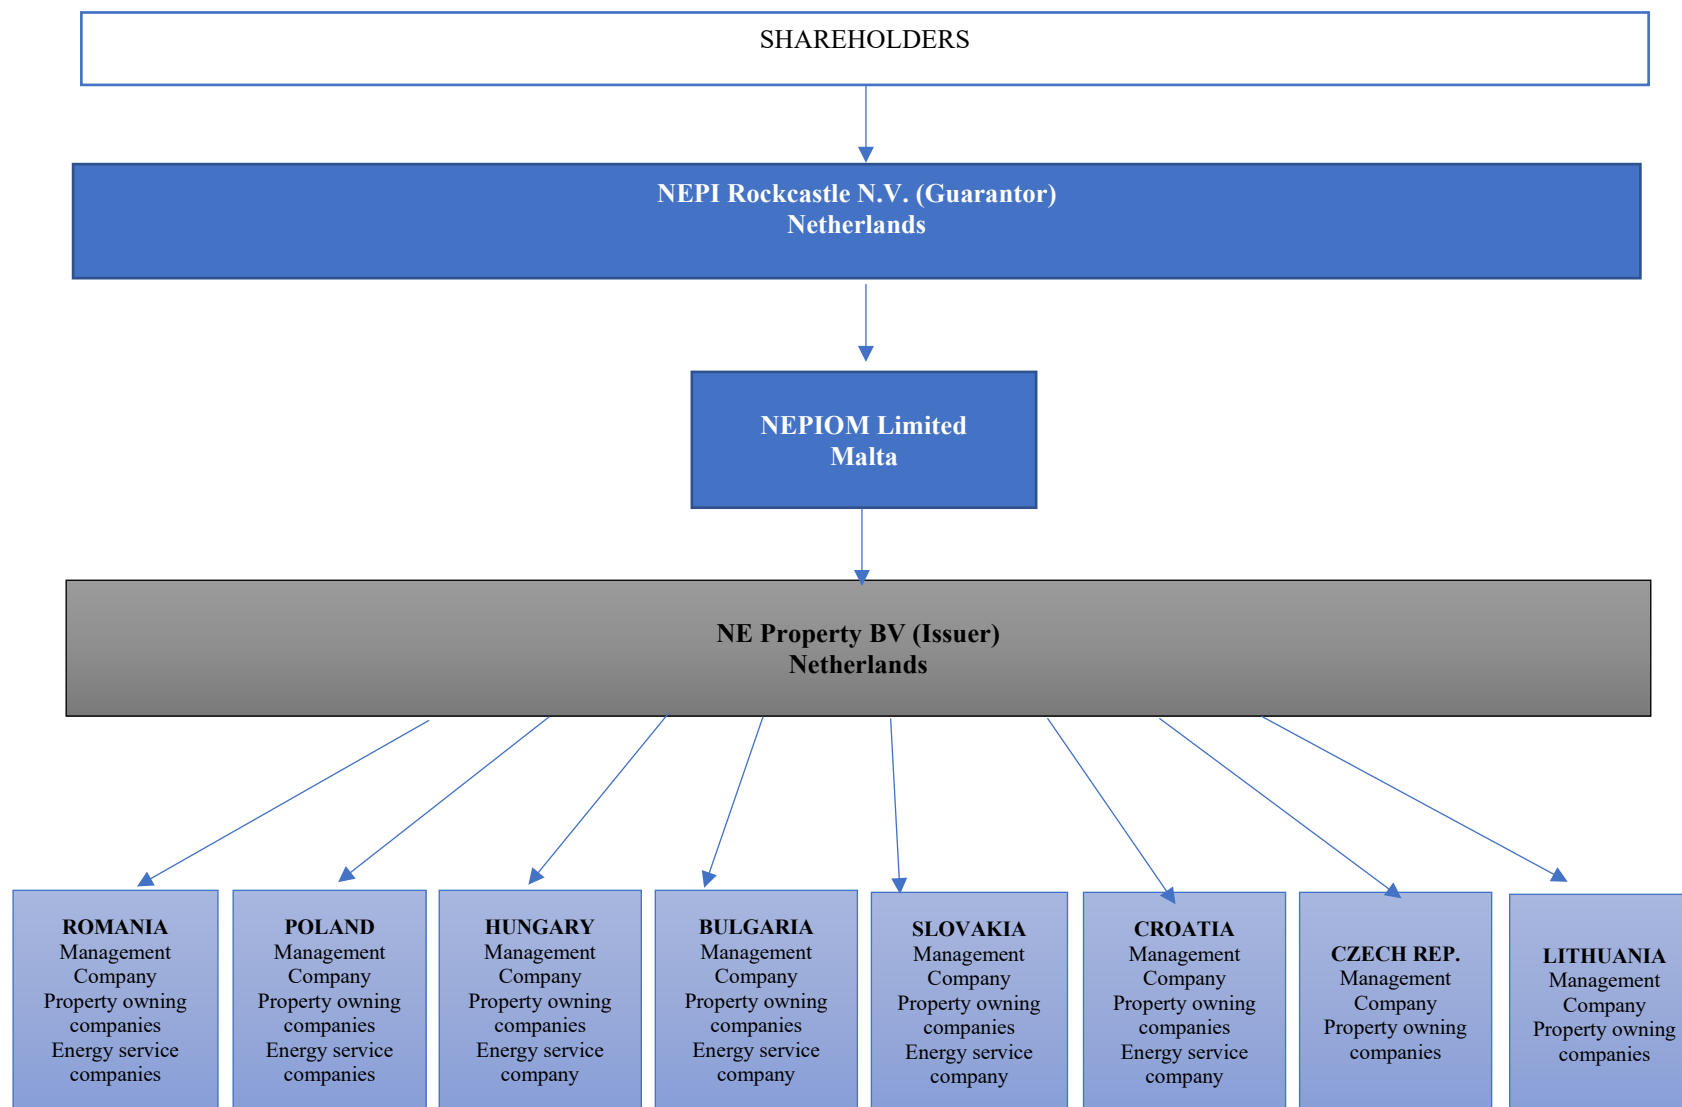 SHAREHOLDERS
NEPI Rockcastle N.V. (Guarantor)
Netherlands
NEPIOM Limited
Malta
NE Property BV (Issuer)
Netherlands
ROMANIA
Management
Company
Property owning
companies
Energy service
companies
POLAND
Management
Company
Property owning
companies
Energy service
companies
HUNGARY
Management
Company
Property owning
companies
Energy service
company
BULGARIA
Management
Company
Property owning
companies
Energy service
company
SLOVAKIA
Management
Company
Property owning
companies
Energy service
company
CROATIA
Management
Company
Property owning
companies
Energy service
company
CZECH REP.
Management
Company
Property owning
companies
LITHUANIA
Management
Company
Property owning
companies